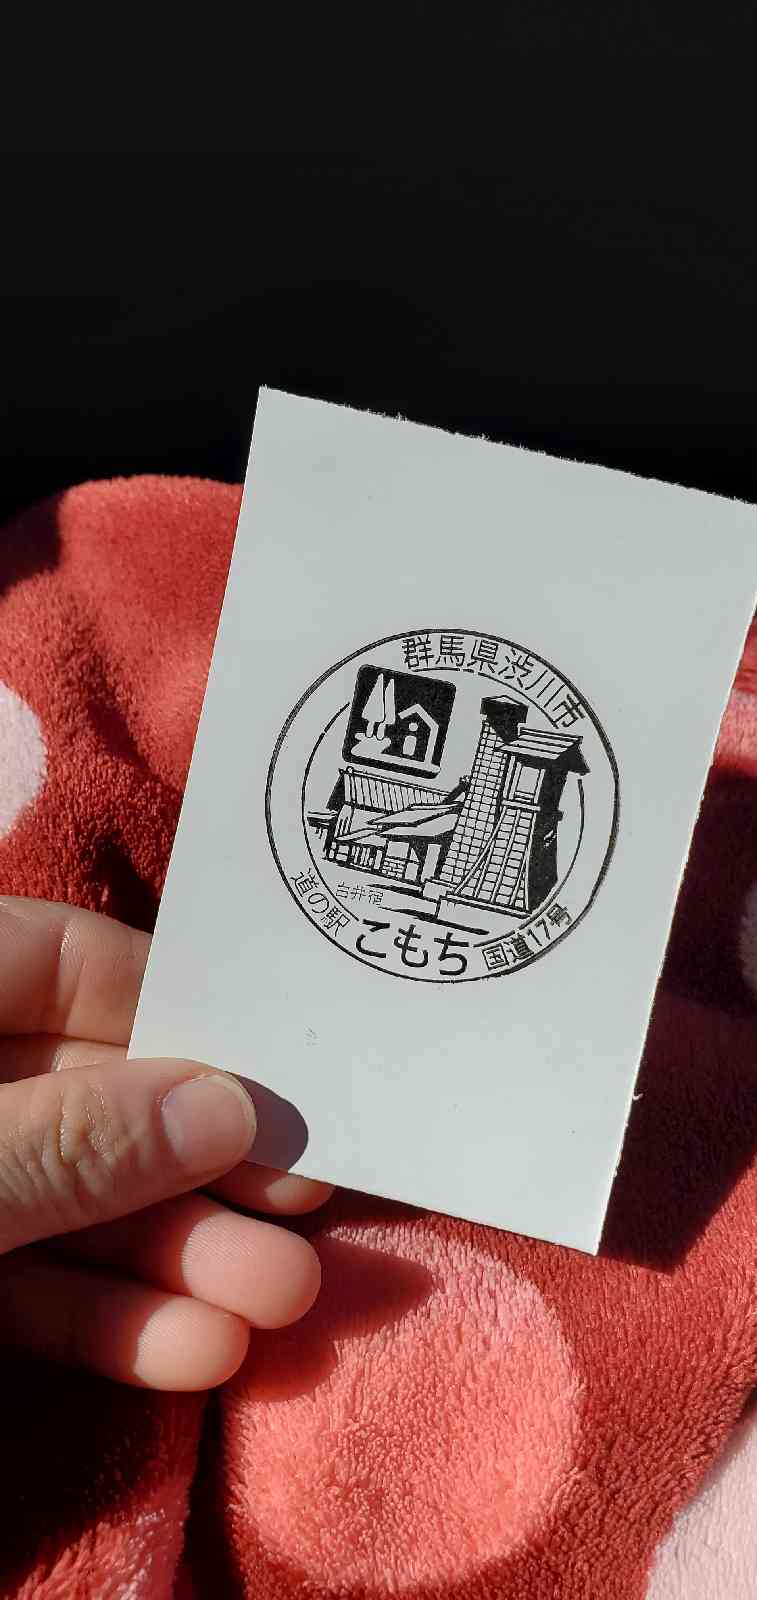 群馬県渋川市
白井宿
道の駅 こもち 国道17号